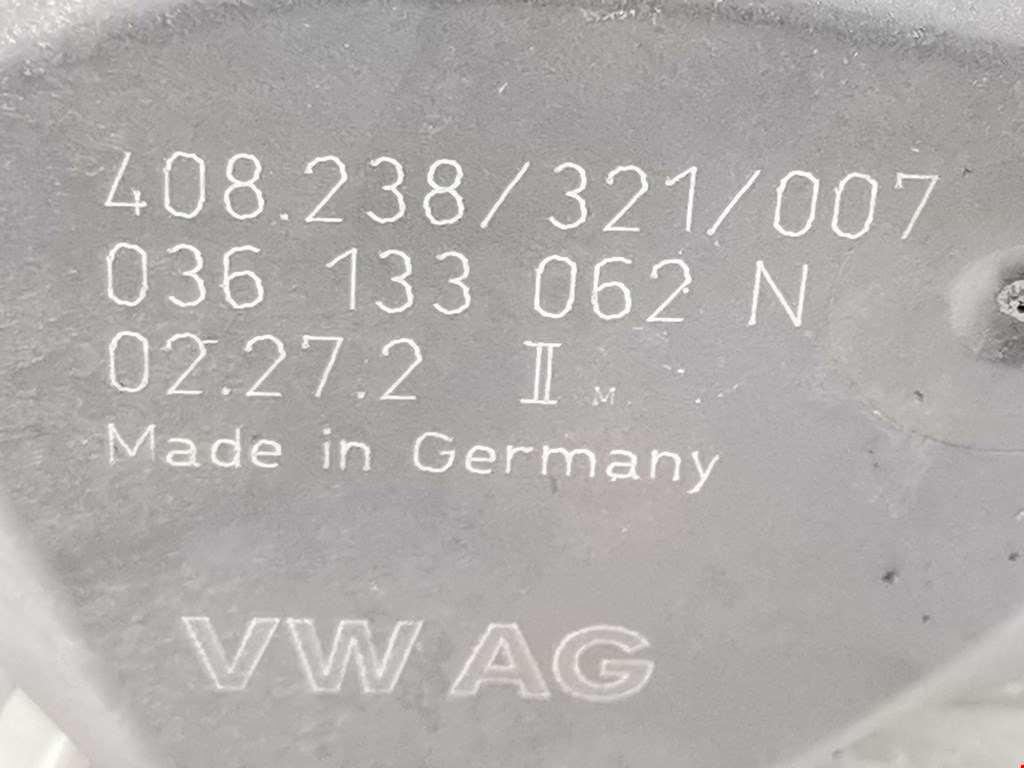 408.238/321/007
036 133 062 N
02.27.2 II M
Made in Germany
VW AG